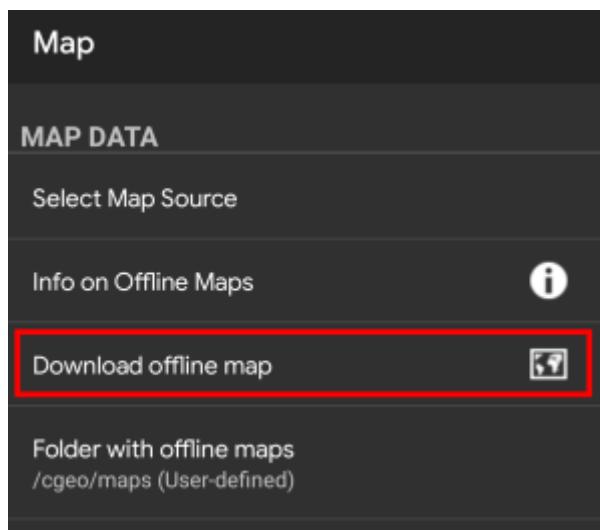 Map
MAP DATA
Select Map Source
Info on Offline Maps
Download offline map
Folder with offline maps
/cgeo/maps (User-defined)